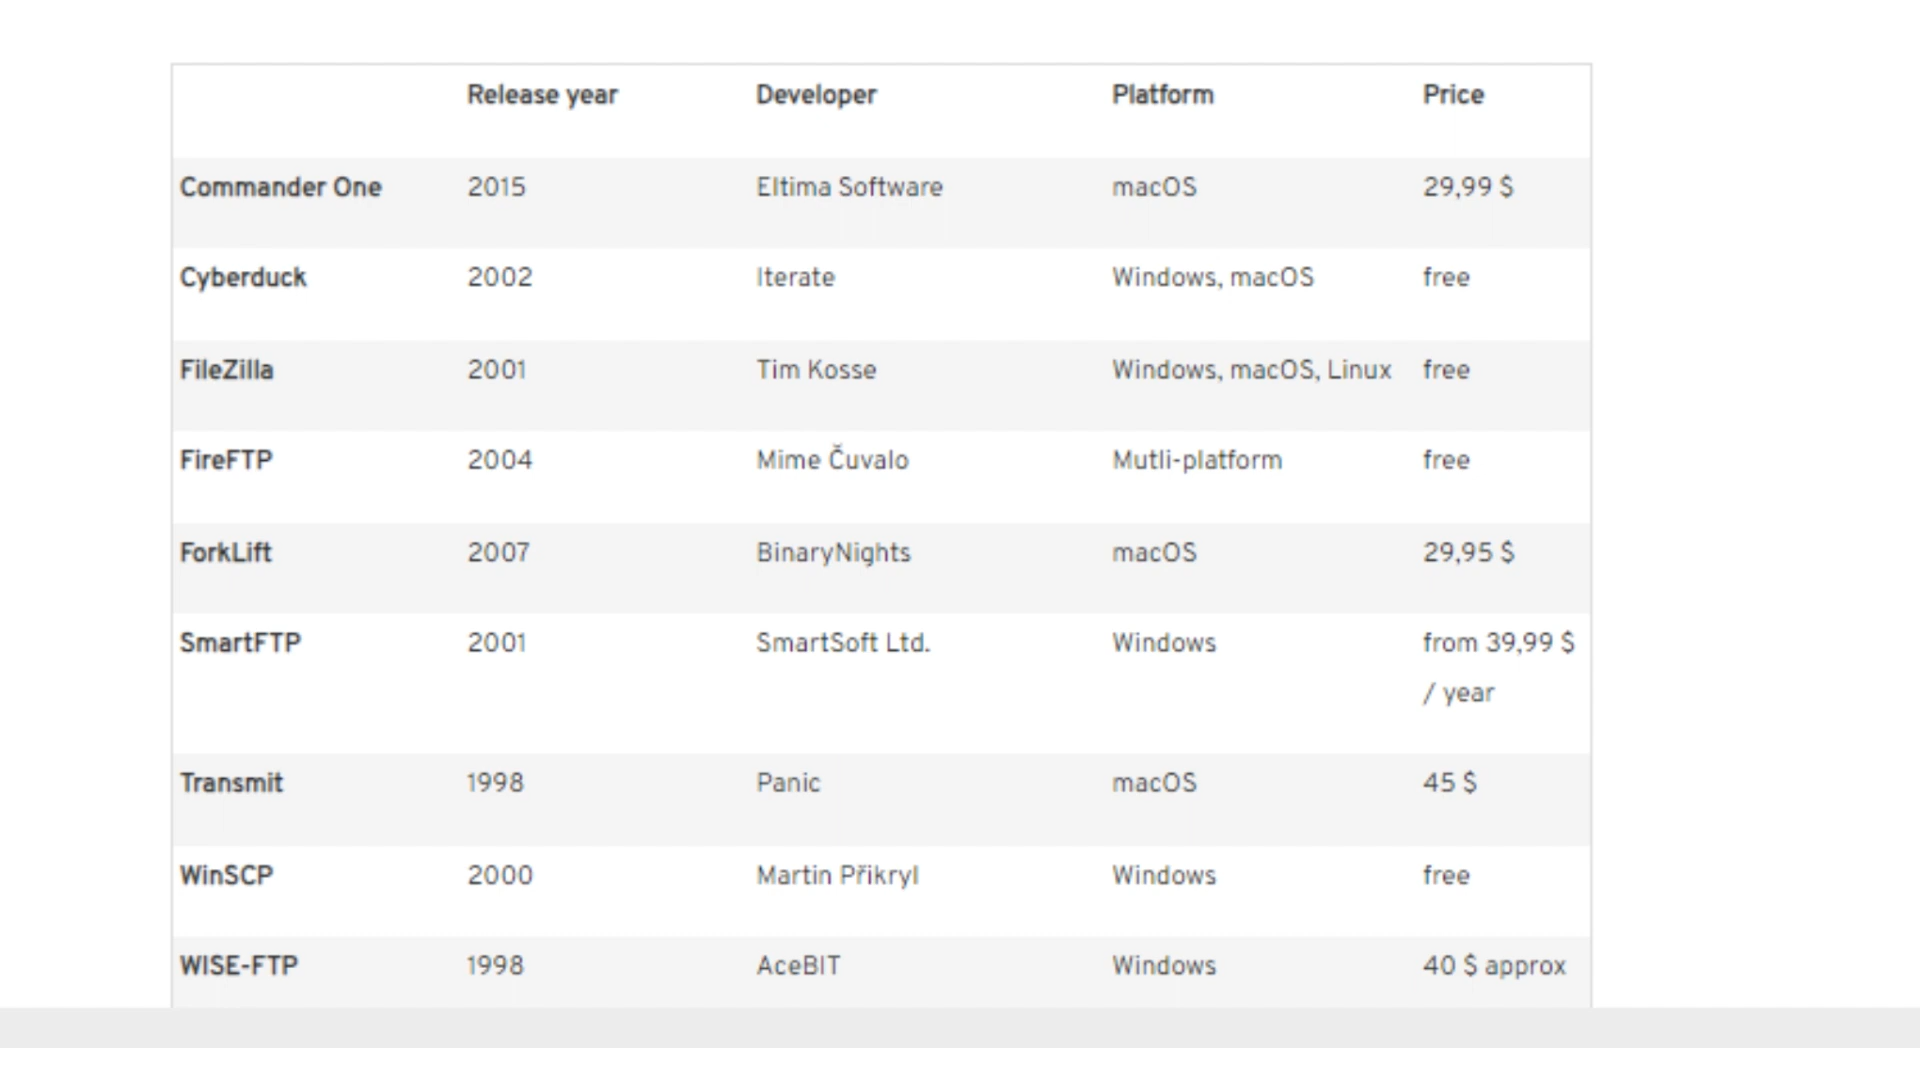 Release year Developer Platform Price
Commander One 2015 Eltima Software macOS 29,99 $
Cyberduck 2002 Iterate Windows, macOS free
FileZilla 2001 Tim Kosse Windows, macOS, Linux free
FireFTP 2004 Mime Čuvalo Mutli-platform free
ForkLift 2007 BinaryNights macOS 29,95 $
SmartFTP 2001 SmartSoft Ltd. Windows from 39,99 $
/ year
Transmit 1998 Panic macOS 45 $
WinSCP 2000 Martin Přikryl Windows free
WISE-FTP 1998 AceBIT Windows 40 $ approx